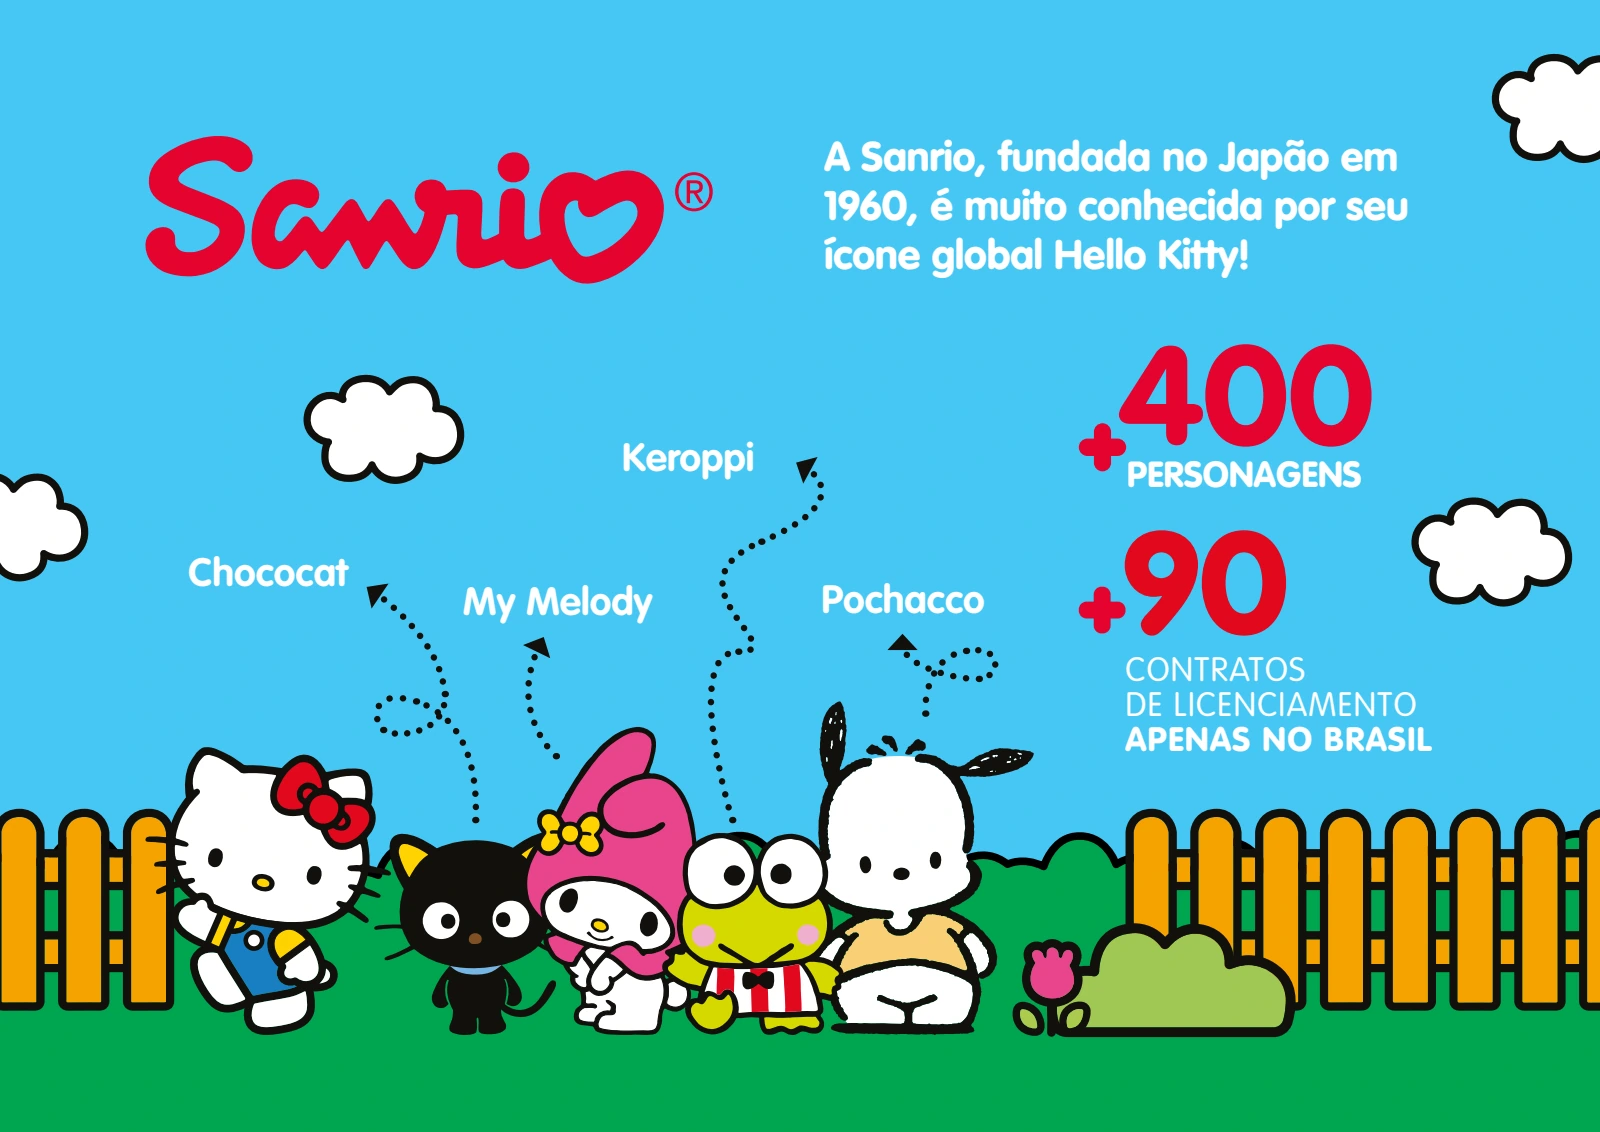 Sanrio®
A Sanrio, fundada no Japão em
1960, é muito conhecida por seu
ícone global Hello Kitty!
+400
PERSONAGENS
+90
CONTRATOS
DE LICENCIAMENTO
APENAS NO BRASIL
Keroppi
Chococat
My Melody
Pochacco